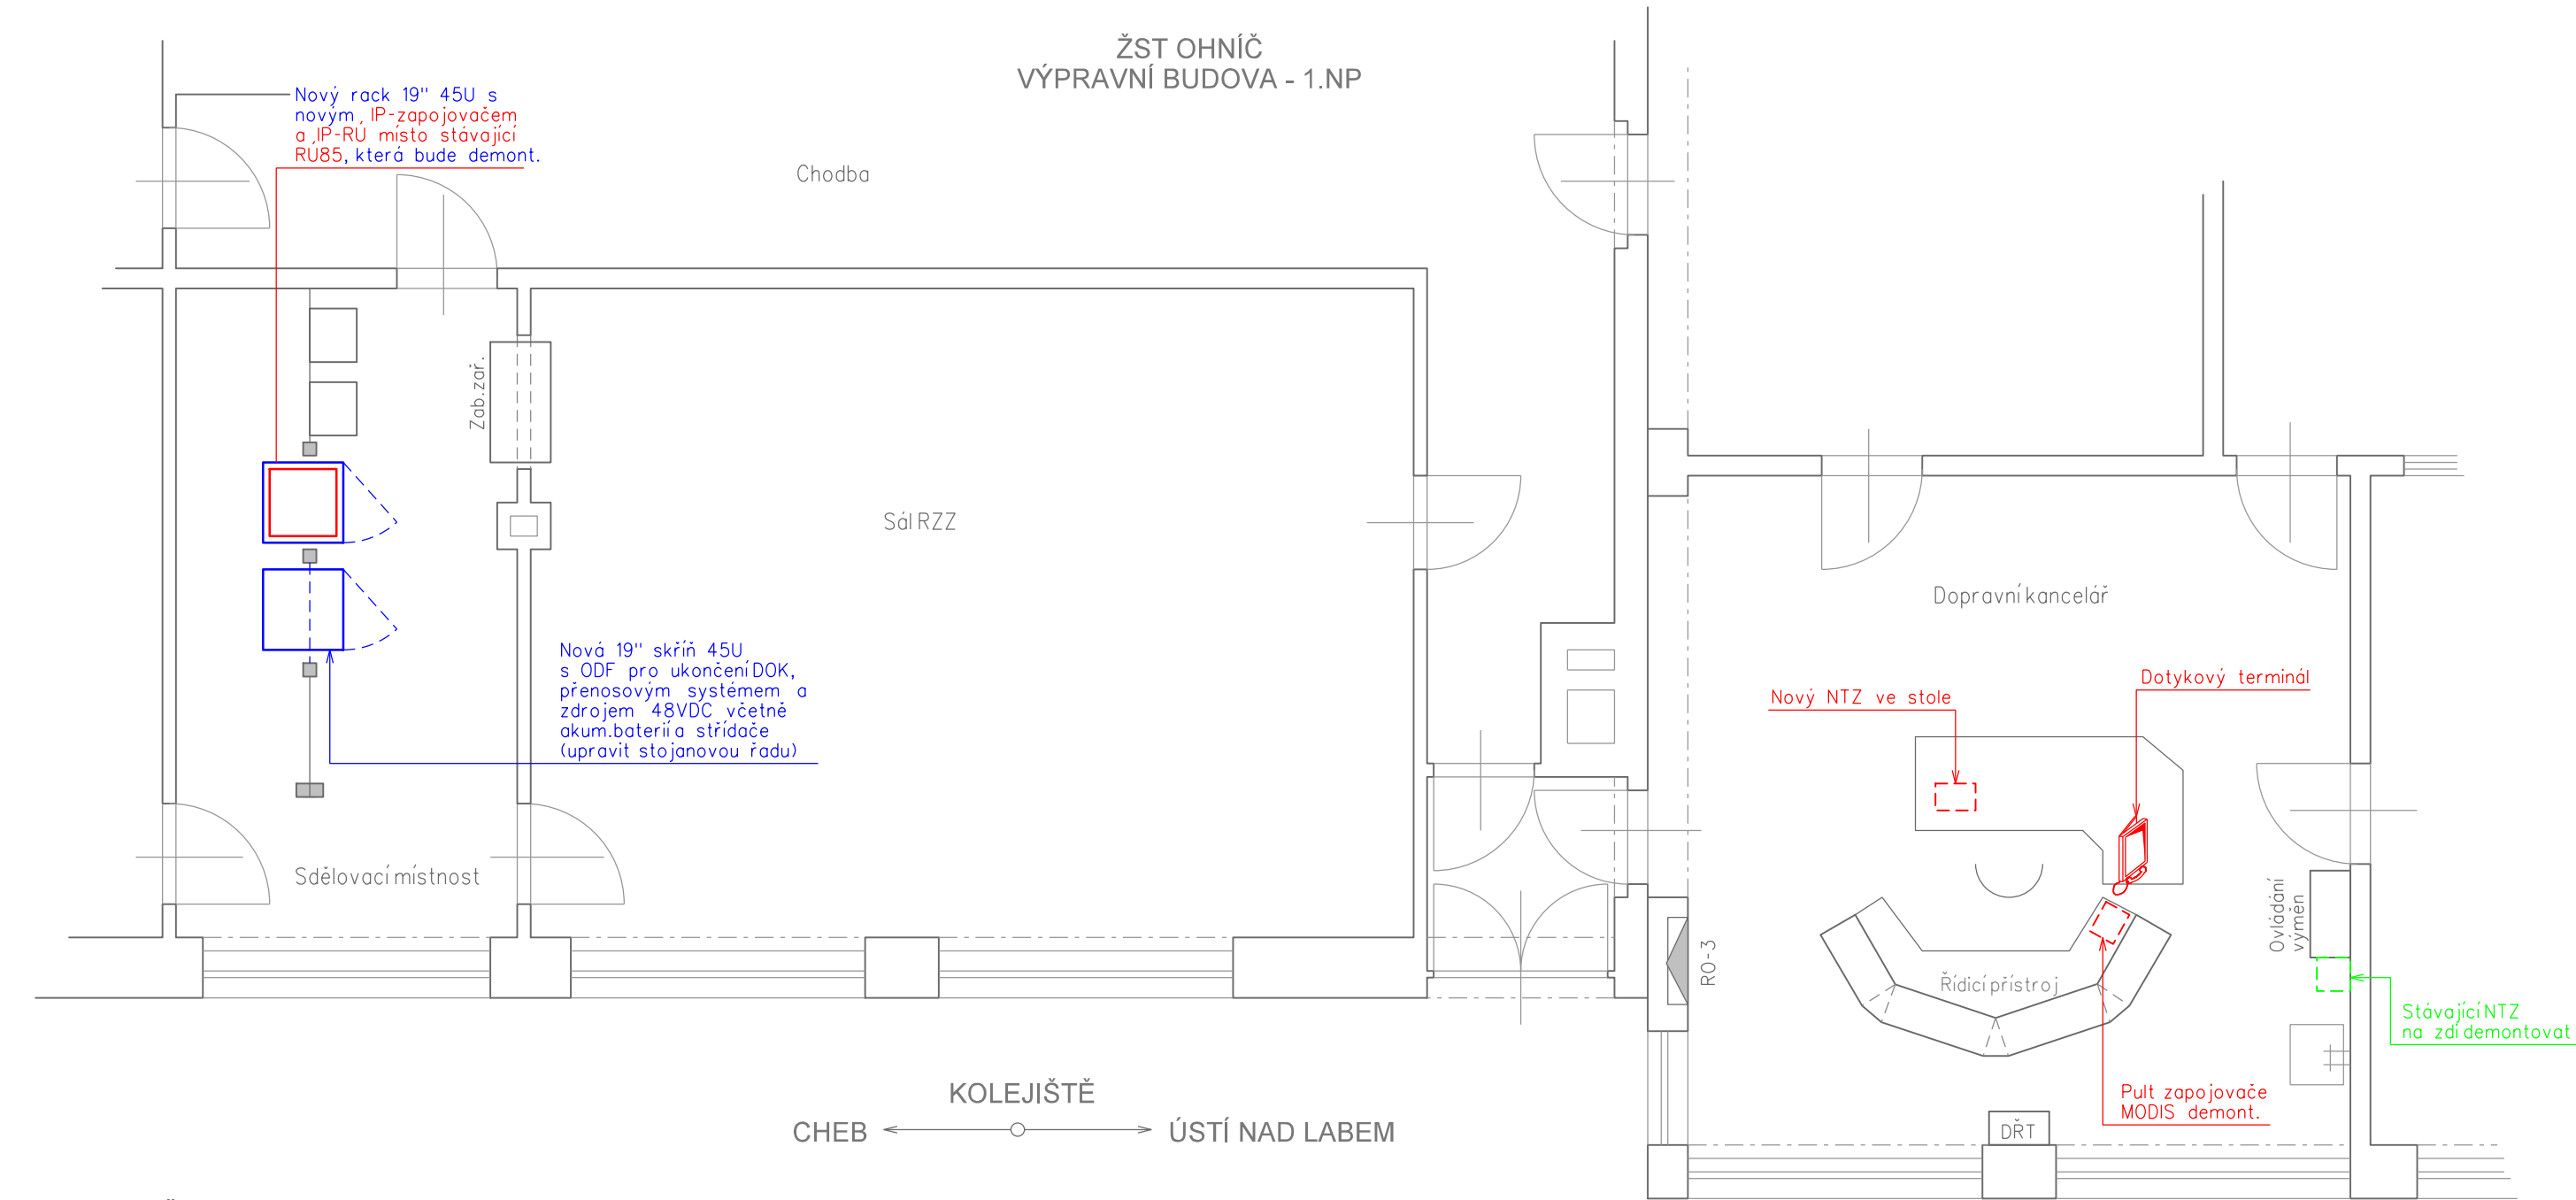 ŽST OHNÍČ
VÝPRAVNÍ BUDOVA - 1.NP
Nový rack 19" 45U s
novým IP-zapojovačem
a IP-RÚ místo stávající
RÚ85, která bude demont.
Chodba
Zab.zař.
Sál RZZ
Nová 19" skříň 45U
s ODF pro ukončení DOK,
přenosovým systémem a
zdrojem 48VDC včetně
akum.baterií a střídače
(upravit stojanovou řadu)
Sdělovací místnost
Dopravní kancelář
Dotykový terminál
Nový NTZ ve stole
Ovládání
výměn
RO-3
Řídicí přístroj
Stávající NTZ
na zdi demontovat
Pult zapojovače
MODIS demont.
DŘT
KOLEJIŠTĚ
CHEB
ÚSTÍ NAD LABEM